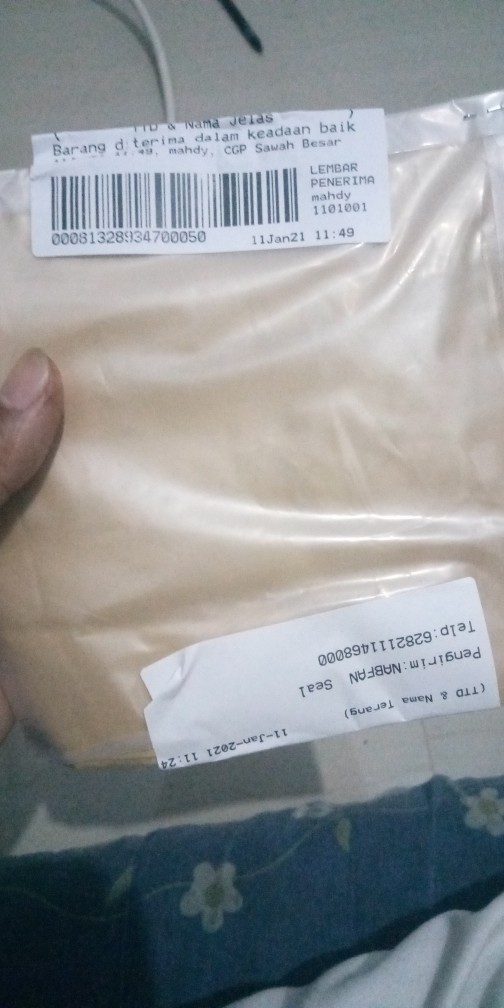 ( TTD & Nama Jelas )
Barang diterima dalam keadaan baik
mahdy, CGP Sawah Besar
LEMBAR
PENERIMA
mahdy
1101001
00081328934700050 11Jan21 11:49
11-Jan-2021 11:24
(TTD & Nama Terang)
Pengirim:NABFAN Seal
Telp:6282111468000